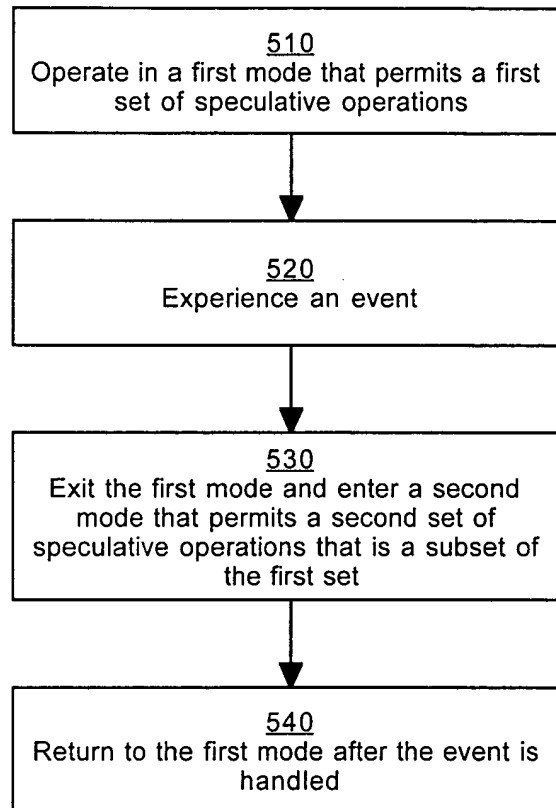 510
Operate in a first mode that permits a first
set of speculative operations
520
Experience an event
530
Exit the first mode and enter a second
mode that permits a second set of
speculative operations that is a subset of
the first set
540
Return to the first mode after the event is
handled